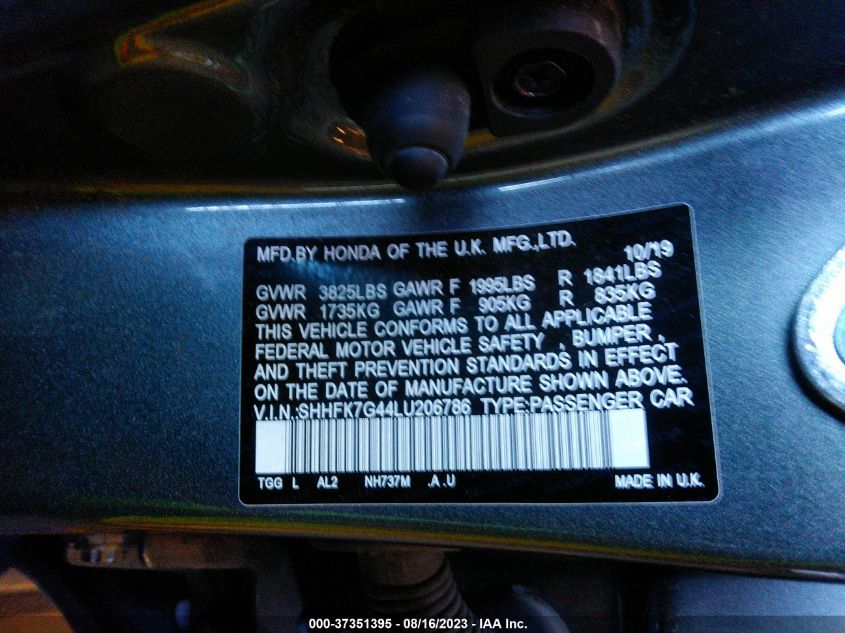 MFD.BY HONDA OF THE U.K. MFG.,LTD. 10/19
GVWR 3825LBS GAWR F 1995LBS R 1841LBS
GVWR 1735KG GAWR F 905KG R 835KG
THIS VEHICLE CONFORMS TO ALL APPLICABLE
FEDERAL MOTOR VEHICLE SAFETY , BUMPER ,
AND THEFT PREVENTION STANDARDS IN EFFECT
ON THE DATE OF MANUFACTURE SHOWN ABOVE.
V.I.N.:SHHFK7G44LU206786 TYPE:PASSENGER CAR
TGG L AL2 NH737M .A .U MADE IN U.K.
000-37351395 - 08/16/2023 - IAA Inc.